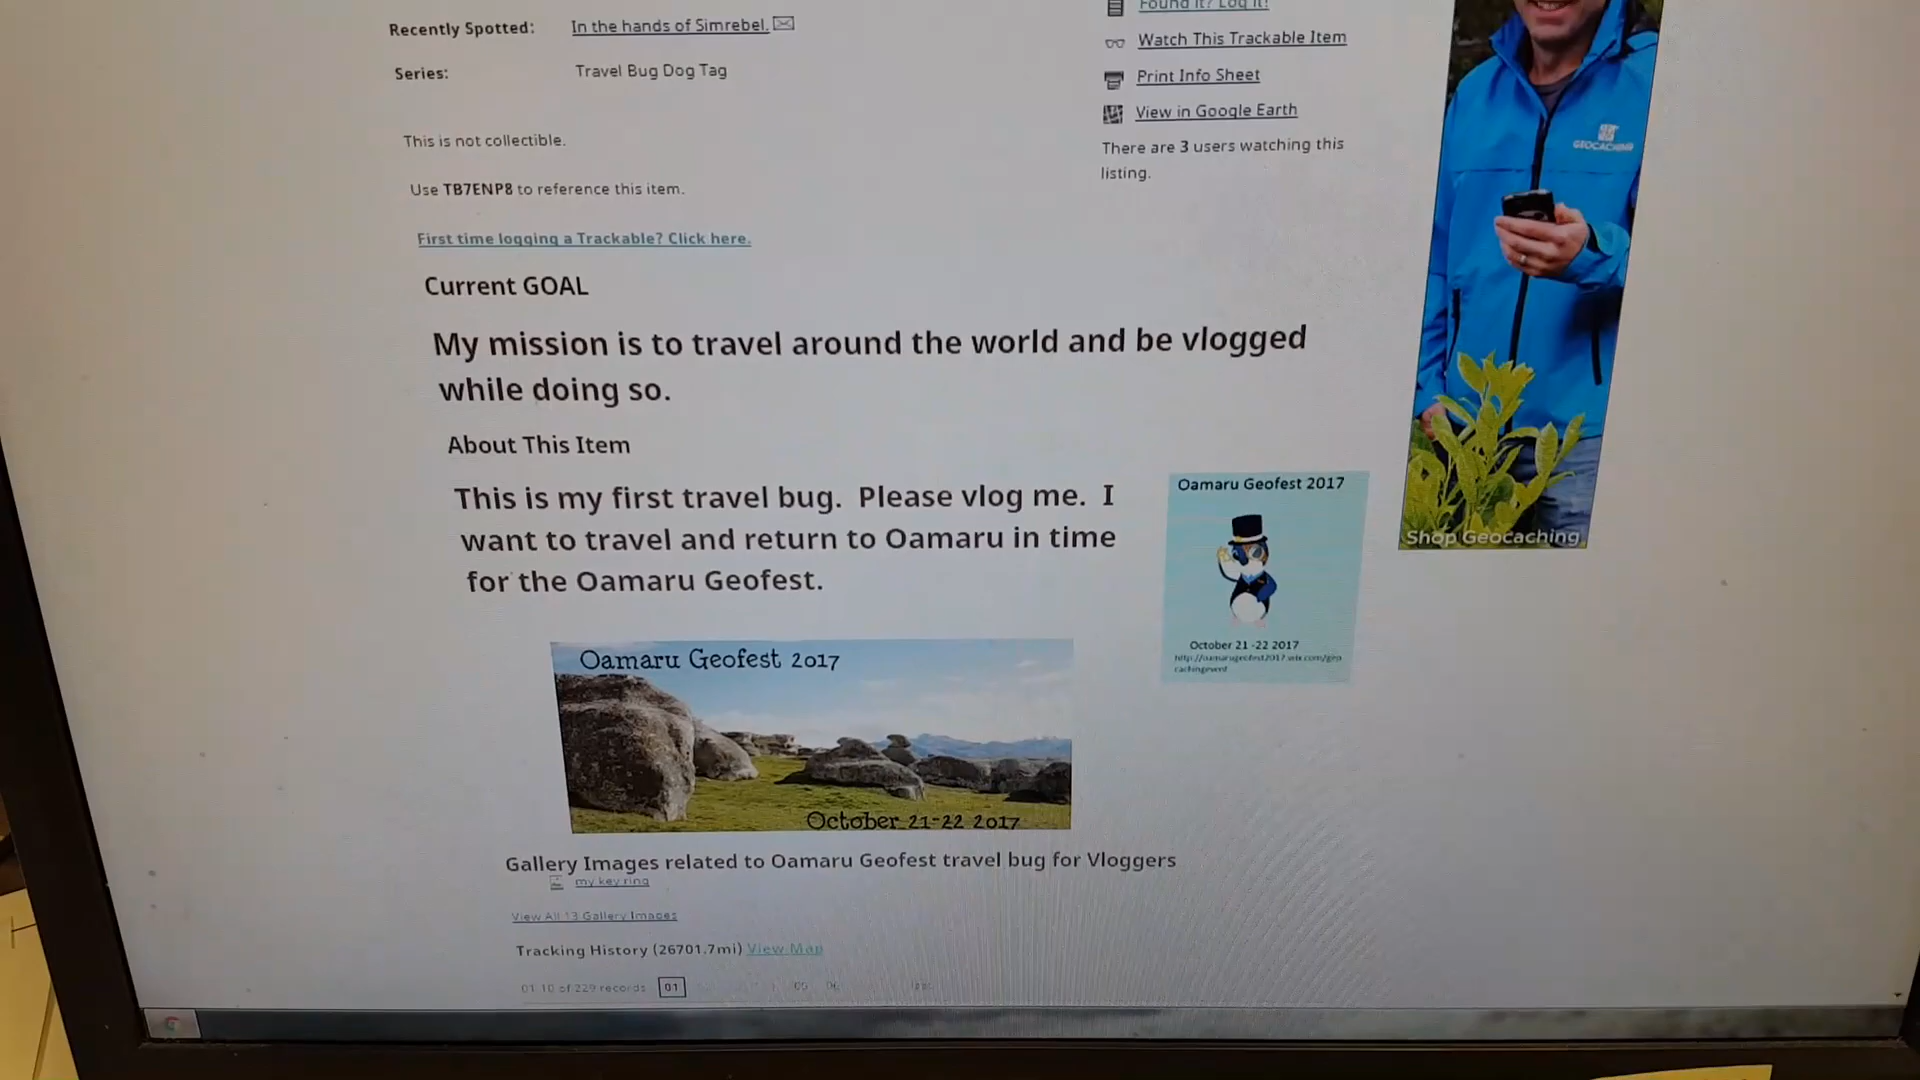 Recently Spotted: In the hands of Simrebel.
Series: Travel Bug Dog Tag
This is not collectible.
Use TB7ENP8 to reference this item.
First time logging a Trackable? Click here.
Found it? Log it!
Watch This Trackable Item
Print Info Sheet
View in Google Earth
There are 3 users watching this
listing.
GEOCACHING
Shop Geocaching
Current GOAL
My mission is to travel around the world and be vlogged
while doing so.
About This Item
This is my first travel bug. Please vlog me. I
want to travel and return to Oamaru in time
for the Oamaru Geofest.
Oamaru Geofest 2017
October 21 -22 2017
http://oamarugeofest2017.wix.com/geo
cachingevent
Oamaru Geofest 2017
October 21-22 2017
Gallery Images related to Oamaru Geofest travel bug for Vloggers
my key ring
View All 13 Gallery Images
Tracking History (26701.7mi) View Map
01-10 of 229 records 01